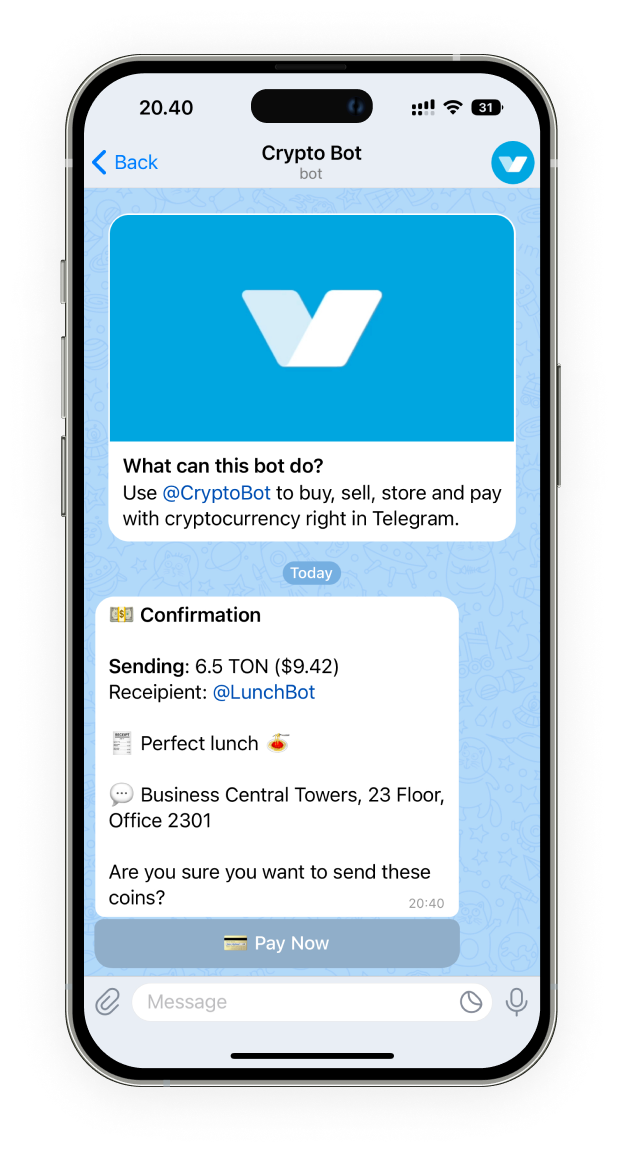 20.40
31
Back
Crypto Bot
bot
What can this bot do?
Use @CryptoBot to buy, sell, store and pay
with cryptocurrency right in Telegram.
Today
💵 Confirmation
Sending: 6.5 TON ($9.42)
Receipient: @LunchBot
🧾 Perfect lunch 🍝
💬 Business Central Towers, 23 Floor,
Office 2301
Are you sure you want to send these
coins?
20:40
💳 Pay Now
Message